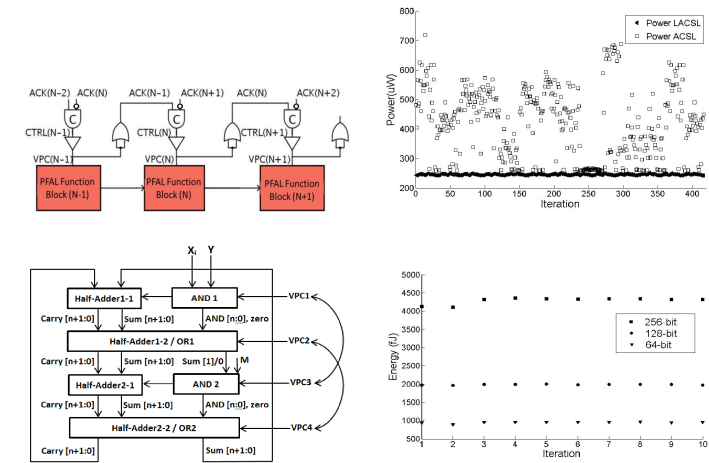 ACK(N−2) ACK(N) ACK(N−1) ACK(N+1) ACK(N) ACK(N+2)
C C C
CTRL(N−1) CTRL(N) CTRL(N+1)
VPC(N−1) VPC(N) VPC(N+1)
PFAL Function
Block (N-1)
PFAL Function
Block (N)
PFAL Function
Block (N+1)
Power LACSL
Power ACSL
Power(uW)
800
700
600
500
400
300
200
0 50 100 150 200 250 300 350 400
Iteration
Xi Y
Half-Adder1-1 AND 1 VPC1
Carry [n+1:0] Sum [n+1:0] AND [n:0], zero
Half-Adder1-2 / OR1 VPC2
Carry [n+1:0] Sum [n+1:0] Sum [1]/0 M
Half-Adder2-1 AND 2 VPC3
Carry [n+1:0] Sum [n+1:0] AND [n:0], zero
Half-Adder2-2 / OR2 VPC4
Carry [n+1:0] Sum [n+1:0]
Energy (fJ)
5000
4500
4000
3500
3000
2500
2000
1500
1000
500
256-bit
128-bit
64-bit
1 2 3 4 5 6 7 8 9 10
Iteration